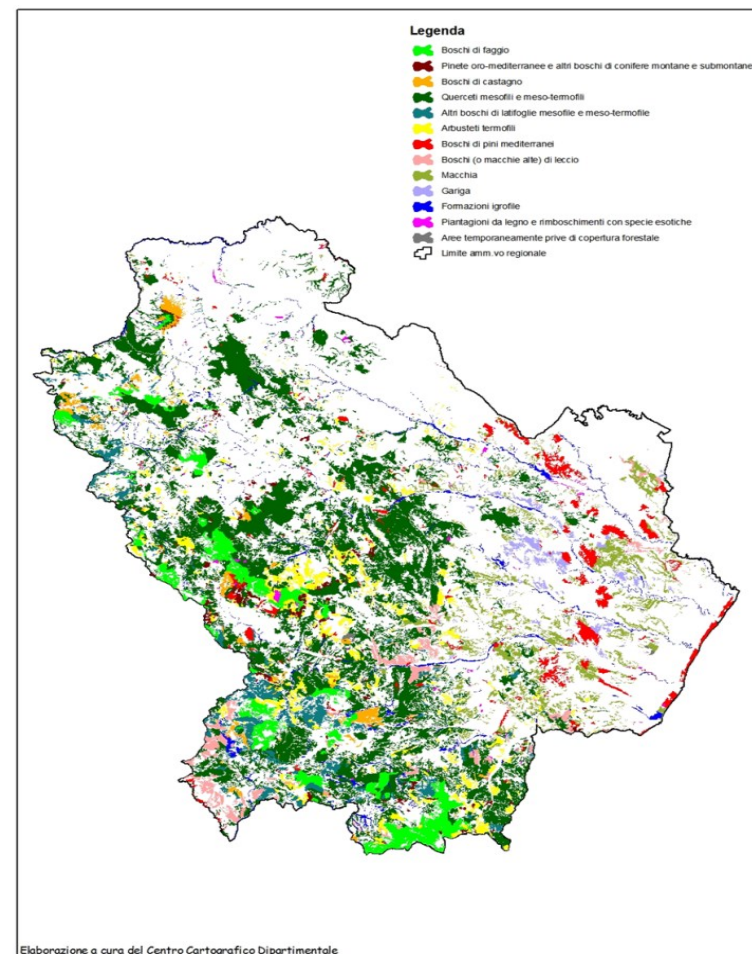 Legenda
Boschi di faggio
Pinete oro-mediterranee e altri boschi di conifere montane e submontane
Boschi di castagno
Querceti mesofili e meso-termofili
Altri boschi di latifoglie mesofile e meso-termofile
Arbusteti termofili
Boschi di pini mediterranei
Boschi (o macchie alte) di leccio
Macchia
Gariga
Formazioni igrofile
Piantagioni da legno e rimboschimenti con specie esotiche
Aree temporaneamente prive di copertura forestale
Limite amm.vo regionale
Elaborazione a cura del Centro Cartografico Dipartimentale